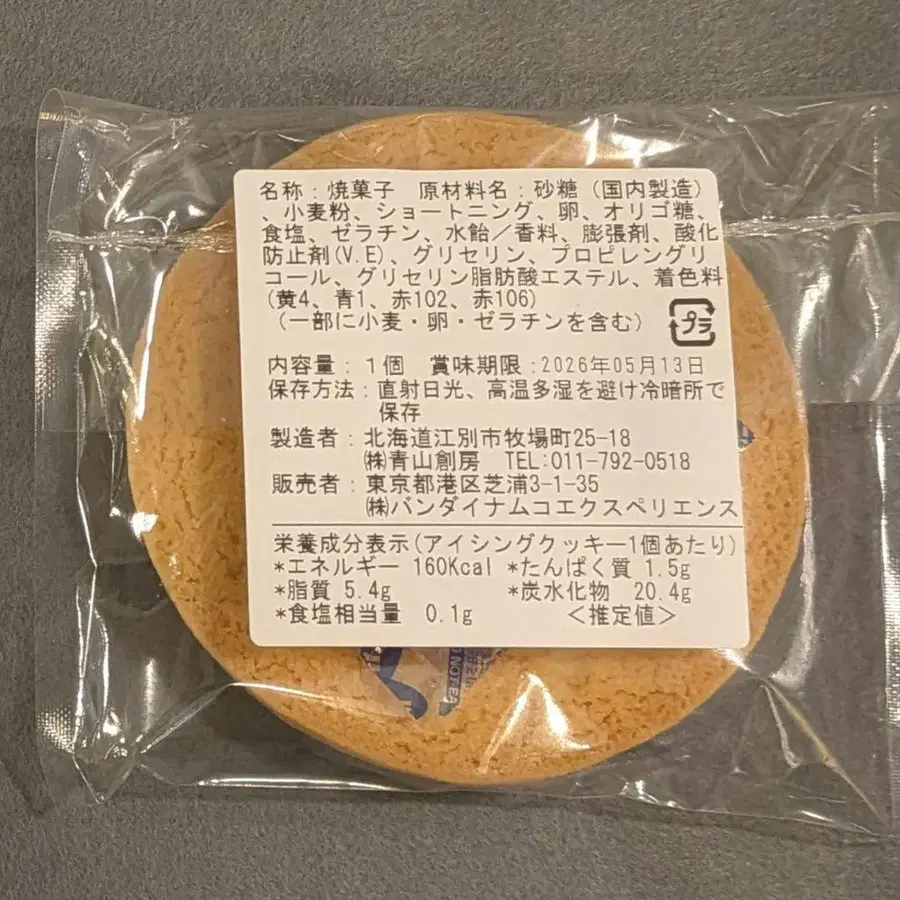 名称：焼菓子　原材料名：砂糖（国内製造）
、小麦粉、ショートニング、卵、オリゴ糖、
食塩、ゼラチン、水飴／香料、膨張剤、酸化
防止剤(V.E)、グリセリン、プロピレングリ
コール、グリセリン脂肪酸エステル、着色料
(黄4、青1、赤102、赤106)
（一部に小麦・卵・ゼラチンを含む）
プラ
内容量：1個　賞味期限:2026年05月13日
保存方法：直射日光、高温多湿を避け冷暗所で
保存
製造者：北海道江別市牧場町25-18
㈱青山創房　TEL:011-792-0518
販売者：東京都港区芝浦3-1-35
㈱バンダイナムコエクスペリエンス
栄養成分表示(アイシングクッキー1個あたり)
*エネルギー 160Kcal *たんぱく質 1.5g
*脂質 5.4g　*炭水化物 20.4g
*食塩相当量 0.1g　＜推定値＞